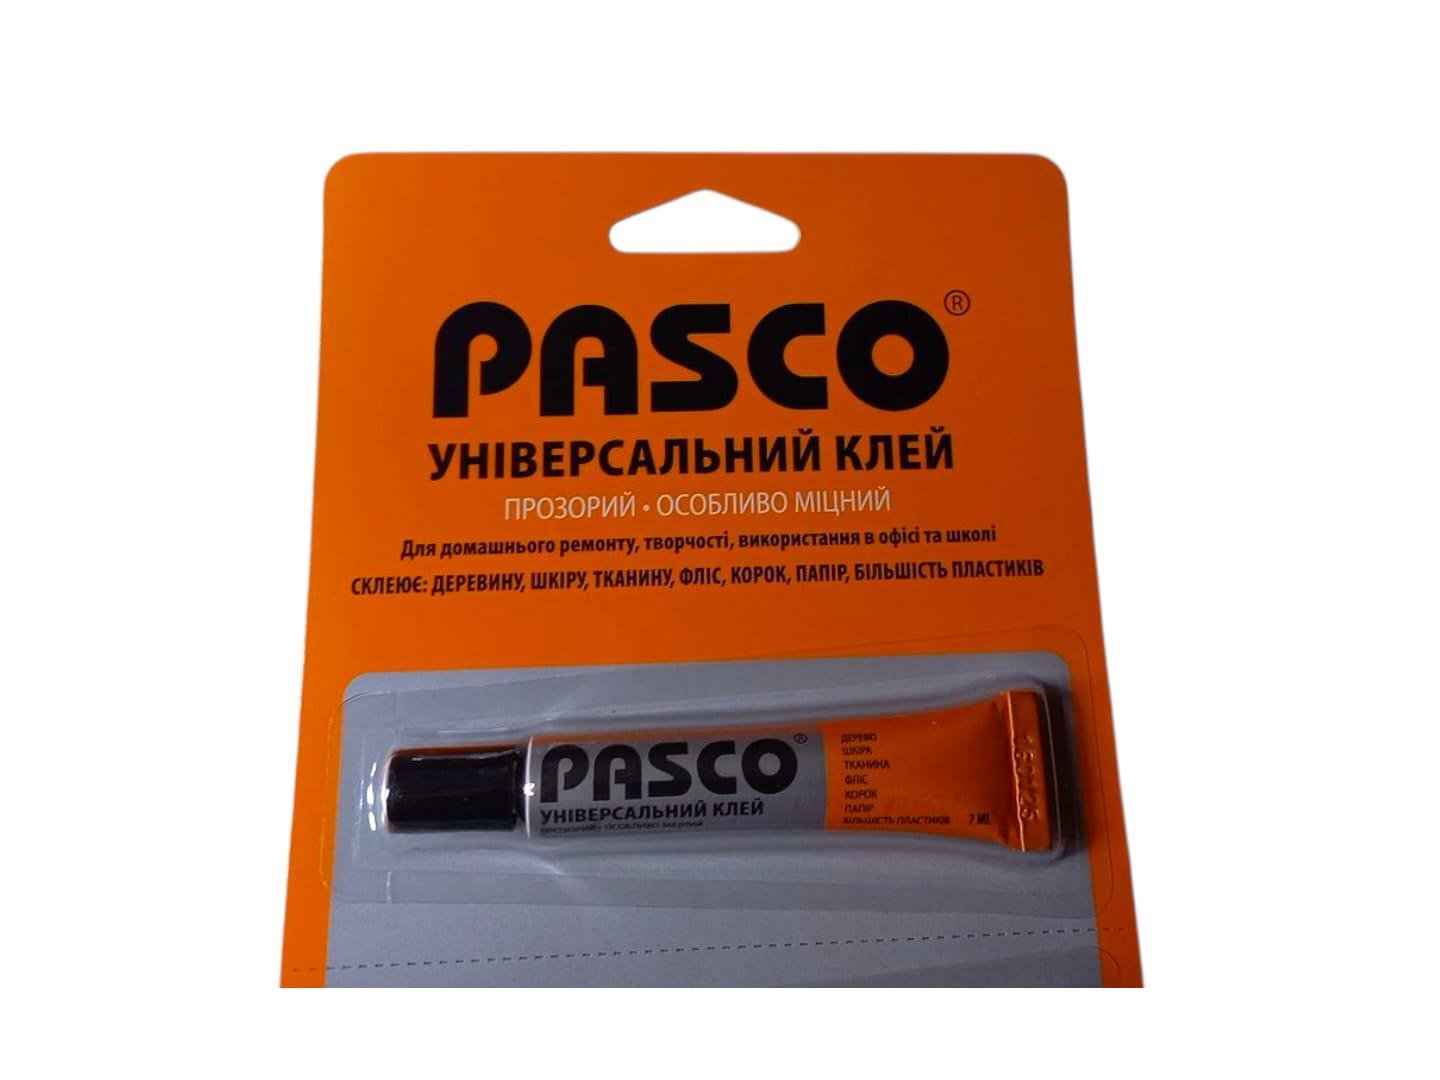 PASCO®
УНІВЕРСАЛЬНИЙ КЛЕЙ
ПРОЗОРИЙ • ОСОБЛИВО МІЦНИЙ
Для домашнього ремонту, творчості, використання в офісі та школі
СКЛЕЮЄ: ДЕРЕВИНУ, ШКІРУ, ТКАНИНУ, ФЛІС, КОРОК, ПАПІР, БІЛЬШІСТЬ ПЛАСТИКІВ
PASCO®
УНІВЕРСАЛЬНИЙ КЛЕЙ
ПРОЗОРИЙ • ОСОБЛИВО МІЦНИЙ
ДЕРЕВО
ШКІРА
ТКАНИНА
ФЛІС
КОРОК
ПАПІР
БІЛЬШІСТЬ ПЛАСТИКІВ
7 ML